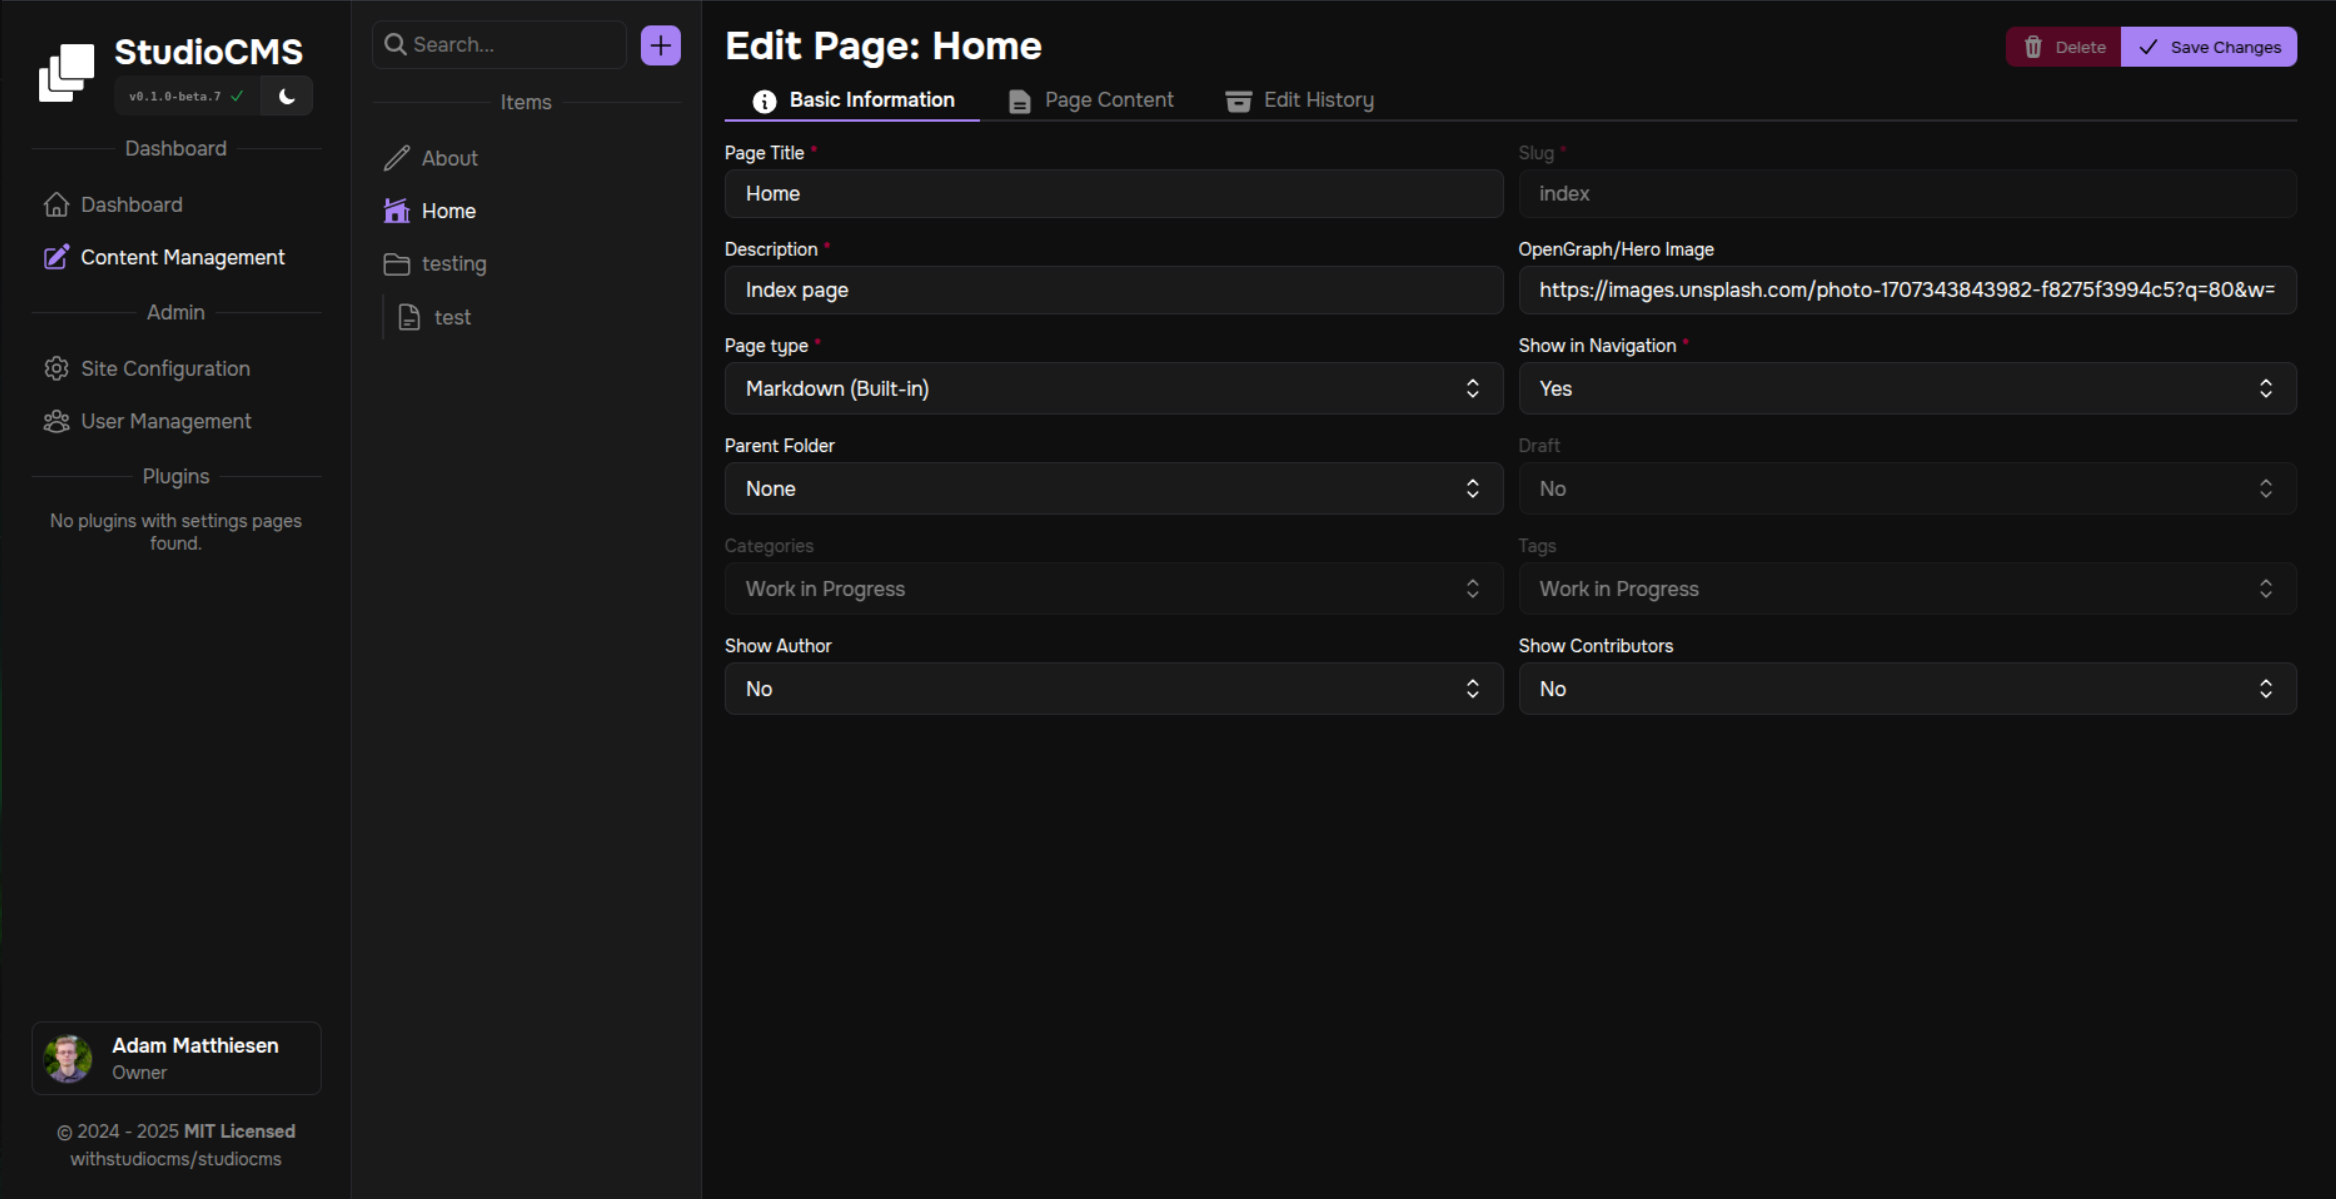 StudioCMS
v0.1.0-beta.7
Dashboard
Dashboard
Content Management
Admin
Site Configuration
User Management
Plugins
No plugins with settings pages
found.
Adam Matthiesen
Owner
© 2024 - 2025 MIT Licensed
withstudiocms/studiocms
Search...
Items
About
Home
testing
test
Edit Page: Home
Delete
Save Changes
Basic Information
Page Content
Edit History
Page Title *
Home
Slug *
index
Description *
Index page
OpenGraph/Hero Image
https://images.unsplash.com/photo-1707343843982-f8275f3994c5?q=80&w=
Page type *
Markdown (Built-in)
Show in Navigation *
Yes
Parent Folder
None
Draft
No
Categories
Work in Progress
Tags
Work in Progress
Show Author
No
Show Contributors
No